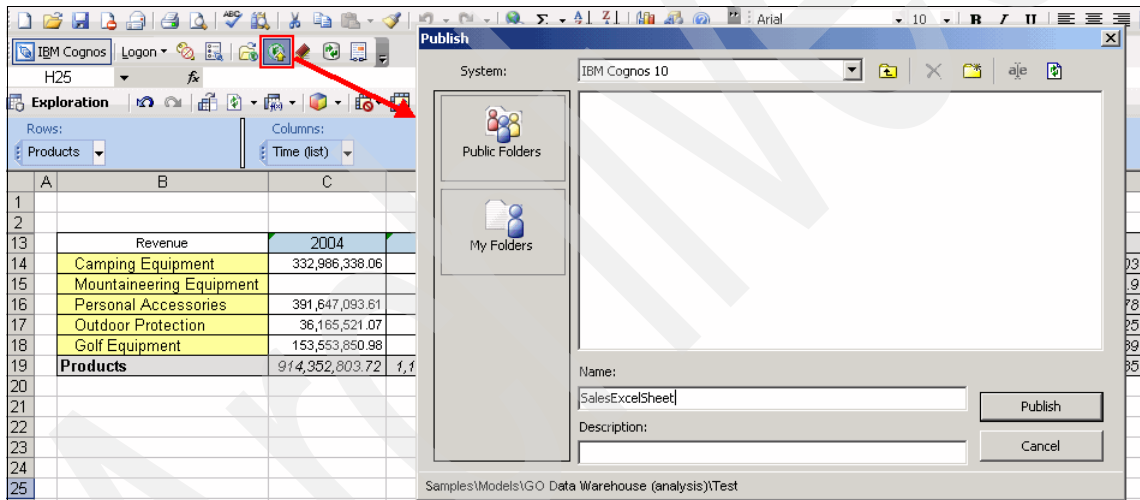 Arial 10 B I U
IBM Cognos Logon
H25 fx
Exploration
Rows: Columns:
Products Time (list)
A B C
1
2
13 Revenue 2004
14 Camping Equipment 332,986,338.06
15 Mountaineering Equipment
16 Personal Accessories 391,647,093.61
17 Outdoor Protection 36,165,521.07
18 Golf Equipment 153,553,850.98
19 Products 914,352,803.72 1,1
20
21
22
23
24
25
Publish
System: IBM Cognos 10
Public Folders
My Folders
Name:
SalesExcelSheet
Publish
Description:
Cancel
Samples\Models\GO Data Warehouse (analysis)\Test